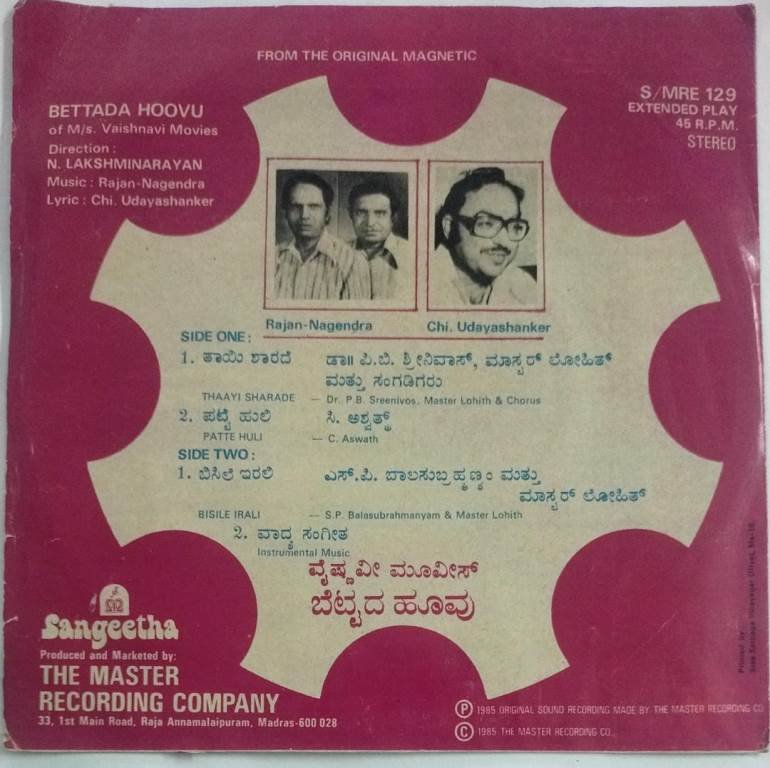 FROM THE ORIGINAL MAGNETIC
BETTADA HOOVU
of M/s. Vaishnavi Movies
Direction :
N. LAKSHMINARAYAN
Music : Rajan-Nagendra
Lyric : Chi. Udayashanker
S/MRE 129
EXTENDED PLAY
45 R.P.M.
STEREO
Rajan-Nagendra
Chi. Udayashanker
SIDE ONE :
1. ತಾಯಿ ಶಾರದೆ ಡಾ॥ ಪಿ.ಬಿ. ಶ್ರೀನಿವಾಸ್, ಮಾಸ್ಟರ್ ಲೋಹಿತ್
ಮತ್ತು ಸಂಗಡಿಗರು
THAAYI SHARADE — Dr. P.B. Sreenivos, Master Lohith & Chorus
2. ಪಟ್ಟೆ ಹುಲಿ ಸಿ. ಅಶ್ವತ್ಥ್
PATTE HULI — C. Aswath
SIDE TWO :
1. ಬಿಸಿಲೆ ಇರಲಿ ಎಸ್.ಪಿ. ಬಾಲಸುಬ್ರಹ್ಮಣ್ಯಂ ಮತ್ತು
ಮಾಸ್ಟರ್ ಲೋಹಿತ್
BISILE IRALI — S.P. Balasubrahmanyam & Master Lohith
2. ವಾದ್ಯ ಸಂಗೀತ
Instrumental Music
ವೈಷ್ಣವೀ ಮೂವೀಸ್
ಬೆಟ್ಟದ ಹೂವು
Sangeetha
Produced and Marketed by:
THE MASTER
RECORDING COMPANY
33, 1st Main Road, Raja Annamalaipuram, Madras-600 028
Ⓟ 1985 ORIGINAL SOUND RECORDING MADE BY THE MASTER RECORDING CO
Ⓒ 1985 THE MASTER RECORDING CO.,
Printed by :